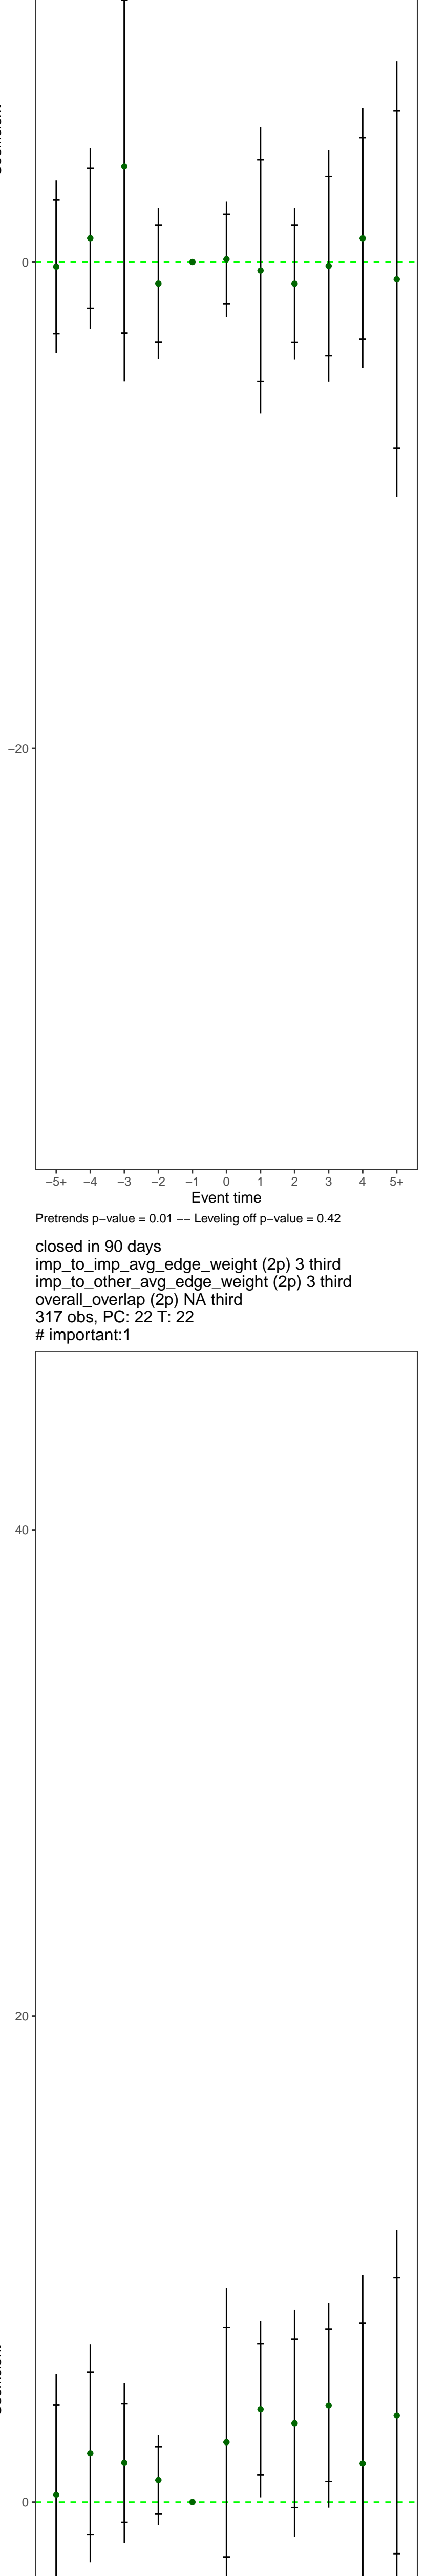 0
−20
−5+ −4 −3 −2 −1 0 1 2 3 4 5+
Event time
Pretrends p−value = 0.01 −− Leveling off p−value = 0.42
closed in 90 days
imp_to_imp_avg_edge_weight (2p) 3 third
imp_to_other_avg_edge_weight (2p) 3 third
overall_overlap (2p) NA third
317 obs, PC: 22 T: 22
# important:1
40
20
0